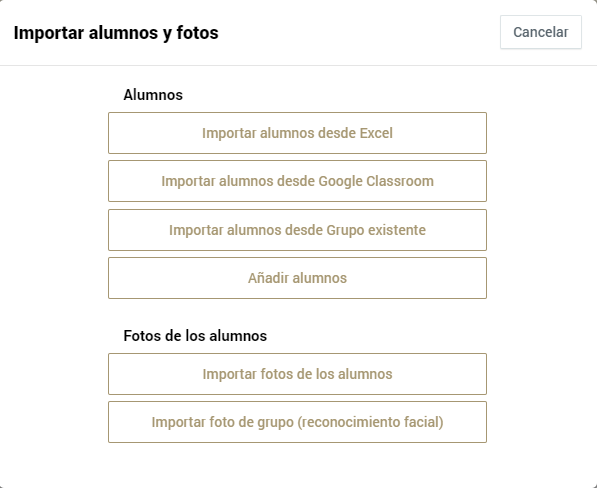 Importar alumnos y fotos
Cancelar
Alumnos
Importar alumnos desde Excel
Importar alumnos desde Google Classroom
Importar alumnos desde Grupo existente
Añadir alumnos
Fotos de los alumnos
Importar fotos de los alumnos
Importar foto de grupo (reconocimiento facial)